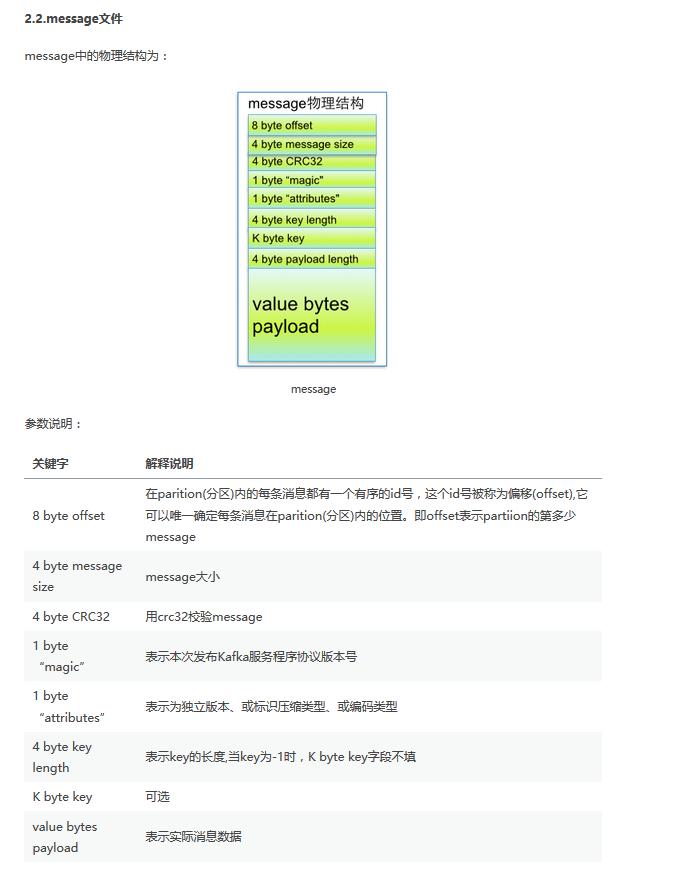 2.2.message文件
message中的物理结构为：
message物理结构
8 byte offset
4 byte message size
4 byte CRC32
1 byte “magic"
1 byte “attributes"
4 byte key length
K byte key
4 byte payload length
value bytes
payload
message
参数说明：
关键字 解释说明
8 byte offset 在parition(分区)内的每条消息都有一个有序的id号，这个id号被称为偏移(offset),它
可以唯一确定每条消息在parition(分区)内的位置。即offset表示partiion的第多少
message
4 byte message
size
message大小
4 byte CRC32 用crc32校验message
1 byte
“magic”
表示本次发布Kafka服务程序协议版本号
1 byte
“attributes”
表示为独立版本、或标识压缩类型、或编码类型
4 byte key
length
表示key的长度,当key为-1时，K byte key字段不填
K byte key 可选
value bytes
payload
表示实际消息数据